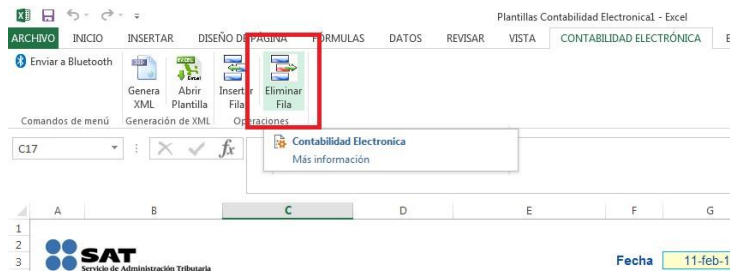 Plantillas Contabilidad Electronica1 - Excel
ARCHIVO INICIO INSERTAR DISEÑO DE PÁGINA FÓRMULAS DATOS REVISAR VISTA CONTABILIDAD ELECTRÓNICA
Enviar a Bluetooth
Genera XML
Abrir Plantilla
Insertar Fila
Eliminar Fila
Comandos de menú Generación de XML Operaciones
Contabilidad Electronica
Más información
C17 fx
A B C D E F G
1
2
3
SAT
Servicio de Administración Tributaria
Fecha 11-feb-1